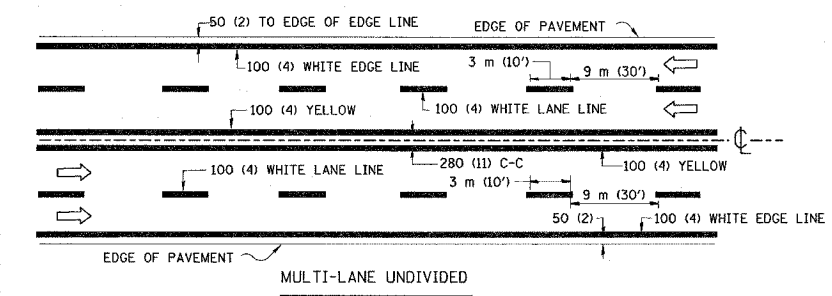 50 (2) TO EDGE OF EDGE LINE
EDGE OF PAVEMENT
100 (4) WHITE EDGE LINE
3 m (10')
9 m (30')
100 (4) YELLOW
100 (4) WHITE LANE LINE
℄
100 (4) WHITE LANE LINE
280 (11) C-C
100 (4) YELLOW
3 m (10')
9 m (30')
50 (2)
100 (4) WHITE EDGE LINE
EDGE OF PAVEMENT
MULTI-LANE UNDIVIDED